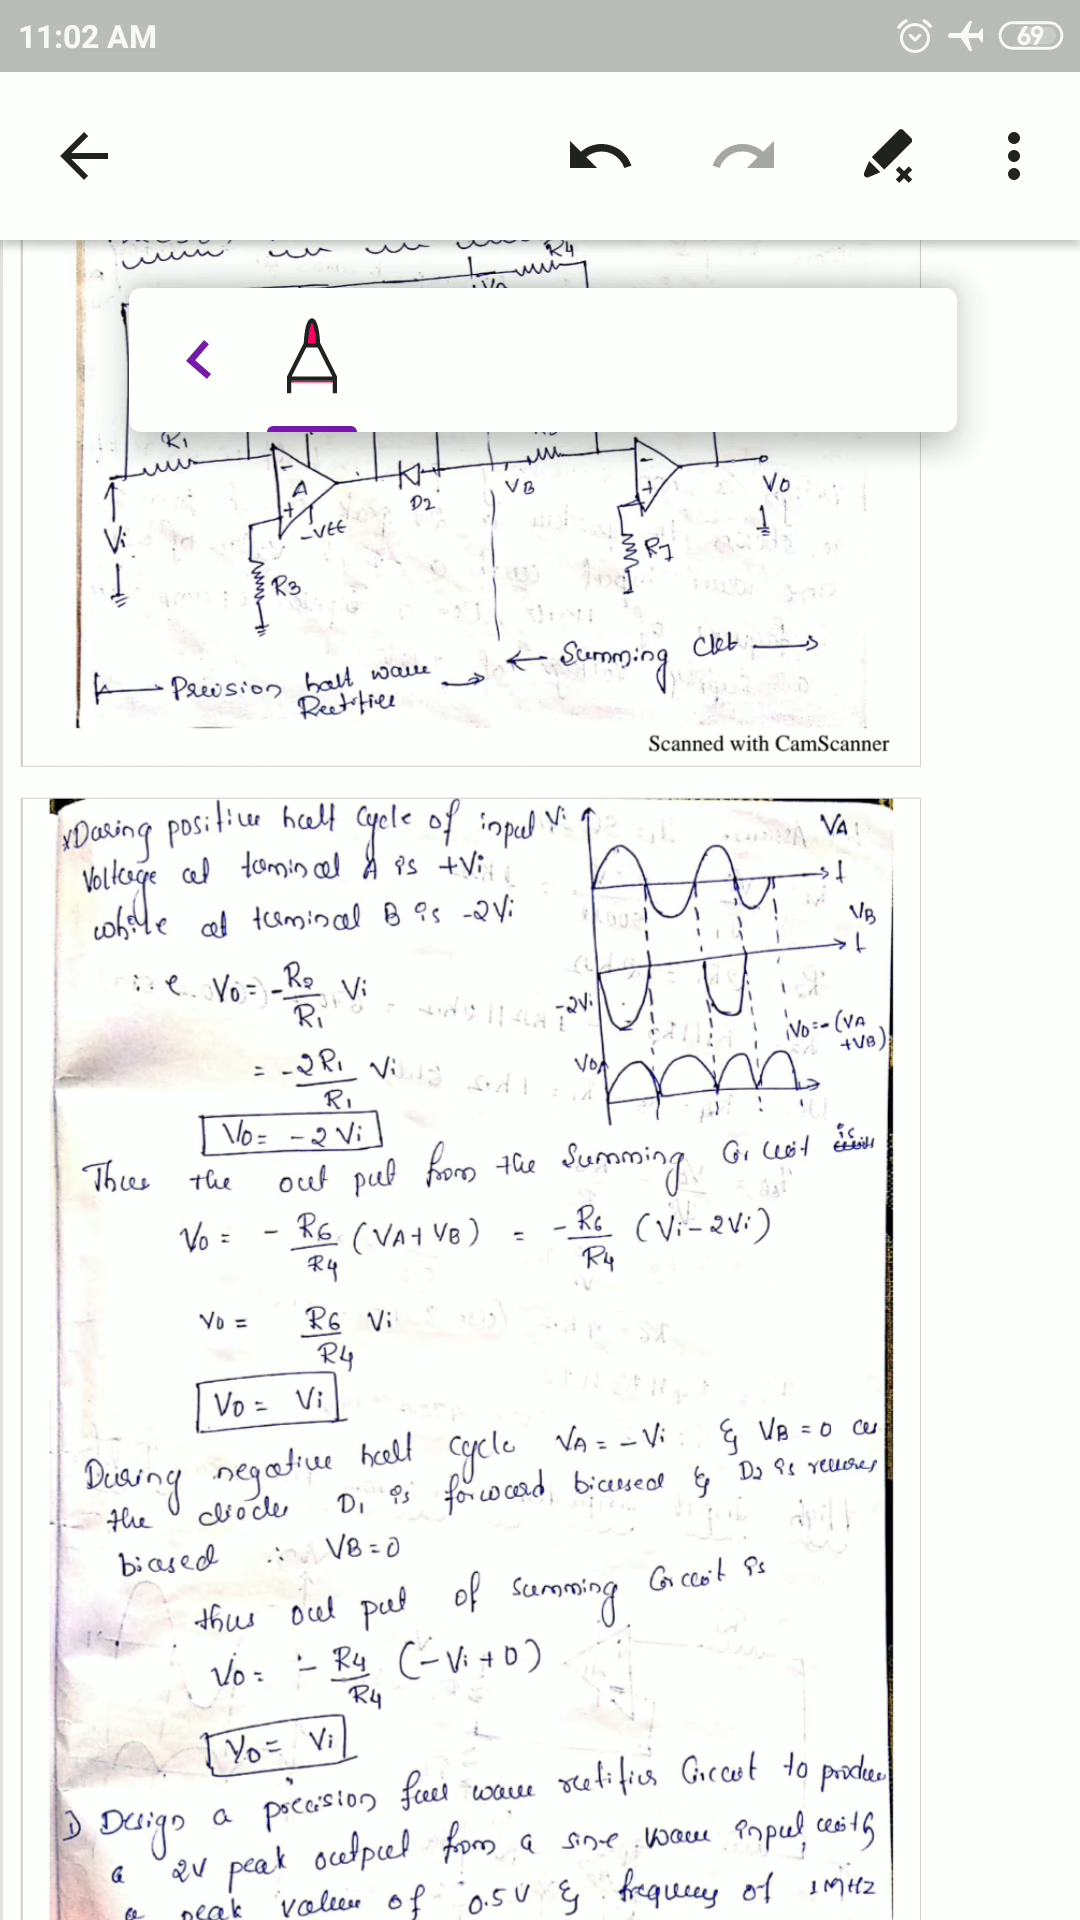 11:02 AM
69
R4
VA
R1
A
-VEE
D2
VB
Vo
Vi
R3
R7
Precision half wave Rectifier
Summing Ckt
Scanned with CamScanner
*During positive half cycle of input Vi
Voltage at terminal A is +Vi
while at terminal B is -2Vi
VA
t
VB
t
-2Vi
Vo
Vo=-(VA
+VB)
i.e Vo = -R2/R1 Vi
= -2R1/R1 Vi
Vo = -2Vi
Thus the out put from the Summing Circuit is
Vo = - R6/R4 (VA+VB) = - R6/R4 (Vi-2Vi)
Vo = R6/R4 Vi
Vo = Vi
During negative half cycle VA = -Vi & VB = 0 as
the diode D1 is forward biased & D2 is reverse
biased ∴ VB = 0
thus out put of summing Circuit is
Vo = - R4/R4 (-Vi+0)
Vo = Vi
1) Design a precision full wave rectifier Circuit to produce
a 2V peak output from a sine wave input with
a peak value of 0.5V & frequency of 1MHz